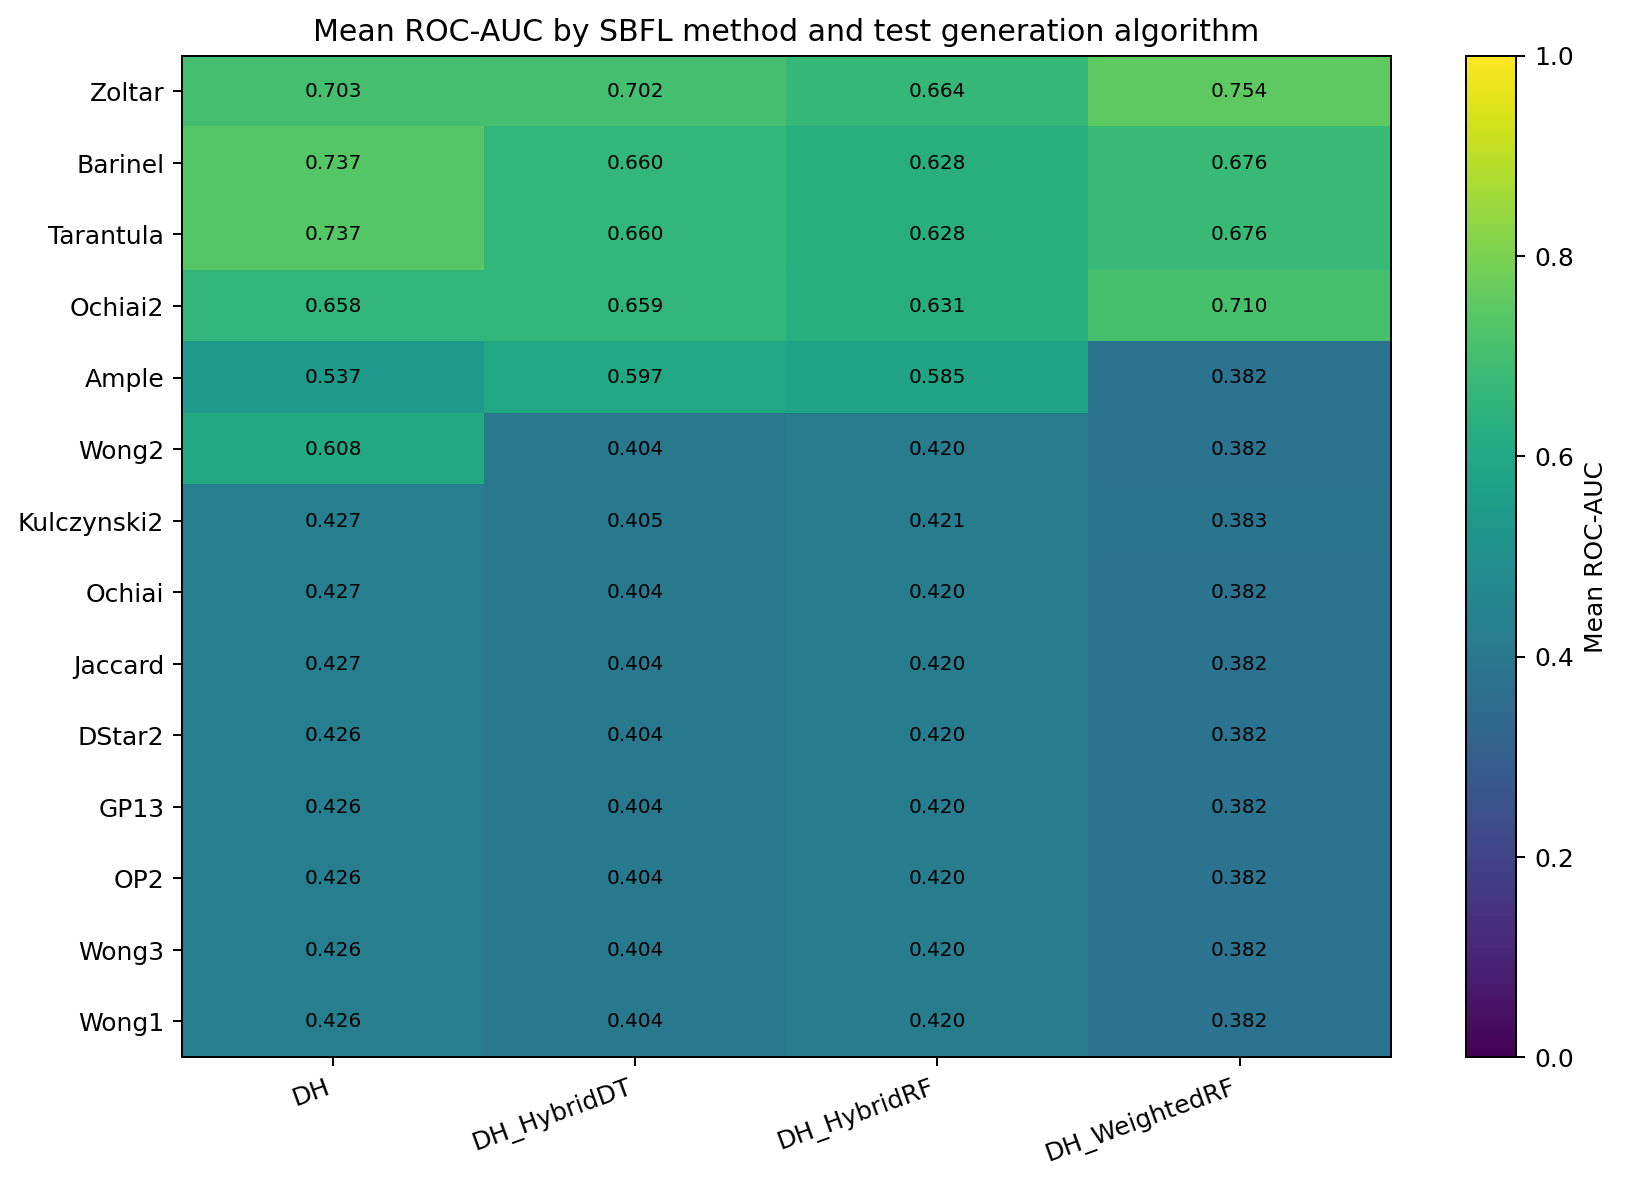 Mean ROC-AUC by SBFL method and test generation algorithm
Zoltar 0.703 0.702 0.664 0.754
Barinel 0.737 0.660 0.628 0.676
Tarantula 0.737 0.660 0.628 0.676
Ochiai2 0.658 0.659 0.631 0.710
Ample 0.537 0.597 0.585 0.382
Wong2 0.608 0.404 0.420 0.382
Kulczynski2 0.427 0.405 0.421 0.383
Ochiai 0.427 0.404 0.420 0.382
Jaccard 0.427 0.404 0.420 0.382
DStar2 0.426 0.404 0.420 0.382
GP13 0.426 0.404 0.420 0.382
OP2 0.426 0.404 0.420 0.382
Wong3 0.426 0.404 0.420 0.382
Wong1 0.426 0.404 0.420 0.382
DH DH_HybridDT DH_HybridRF DH_WeightedRF
1.0
0.8
0.6
0.4
0.2
0.0
Mean ROC-AUC